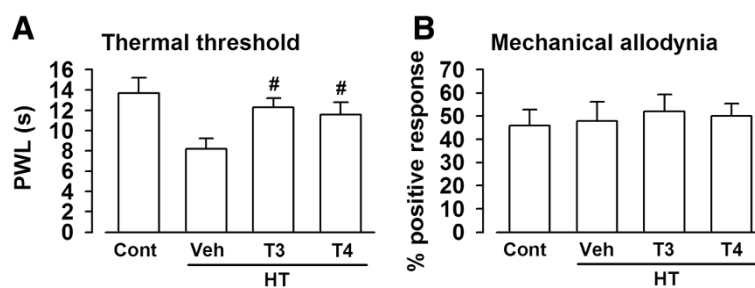 A
Thermal threshold
PWL (s)
16
14
12
10
8
6
4
2
0
#
#
Cont
Veh
T3
T4
HT
B
Mechanical allodynia
% positive response
70
60
50
40
30
20
10
0
Cont
Veh
T3
T4
HT